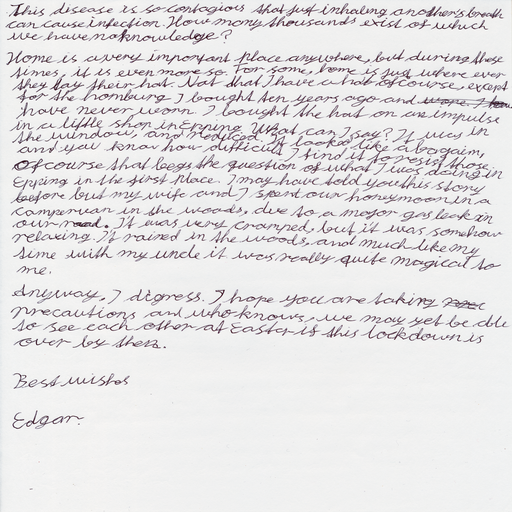 This disease is so contagious that just inhaling another's breath
can cause infection. How many thousands exist of which
we have no knowledge?
Home is a very important place anywhere, but during these
times, it is even more so. For some, home is just where ever
they lay their hat. Not that I have a hat of course, except
for the homburg I bought ten years ago and
have never worn. I bought the hat on an impulse
in a little shop in Epping. What can I say? It was in
the window, and reduced. It looked like a bargain,
and you know how difficult I find it to resist those.
Of course that begs the question of what I was doing in
Epping in the first place. I may have told you this story
before but my wife and I spent our honeymoon in a
campervan in the woods, due to a major gas leak in
our road. It was very cramped, but it was somehow
relaxing. It rained in the woods, and much like my
time with my uncle it was really quite magical to
me.
Anyway, I digress. I hope you are taking
precautions and who knows, we may yet be able
to see each other at Easter if this lockdown is
over by then.
Best wishes
Edgar.